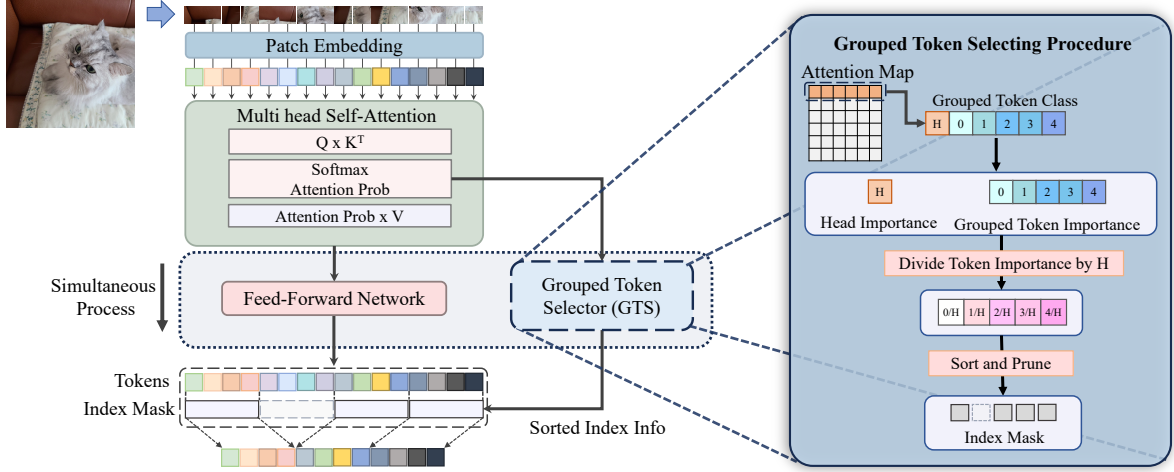 Patch Embedding
Multi head Self-Attention
Q x K^T
Softmax
Attention Prob
Attention Prob x V
Simultaneous
Process
Feed-Forward Network
Grouped Token
Selector (GTS)
Tokens
Index Mask
Sorted Index Info
Grouped Token Selecting Procedure
Attention Map
Grouped Token Class
H 0 1 2 3 4
H
0 1 2 3 4
Head Importance
Grouped Token Importance
Divide Token Importance by H
0/H 1/H 2/H 3/H 4/H
Sort and Prune
Index Mask